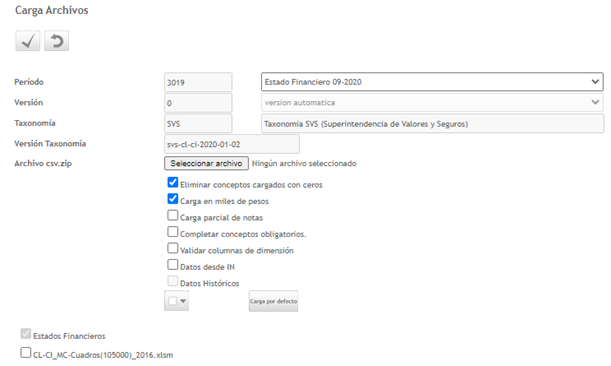 Carga Archivos
Período 3019 Estado Financiero 09-2020
Versión 0 version automatica
Taxonomía SVS Taxonomia SVS (Superintendencia de Valores y Seguros)
Versión Taxonomía svs-cl-ci-2020-01-02
Archivo csv.zip Seleccionar archivo Ningún archivo seleccionado
Eliminar conceptos cargados con ceros
Carga en miles de pesos
Carga parcial de notas
Completar conceptos obligatorios.
Validar columnas de dimensión
Datos desde IN
Datos Históricos
Carga por defecto
Estados Financieros
CL-CI_MC-Cuadros(105000)_2016.xlsm